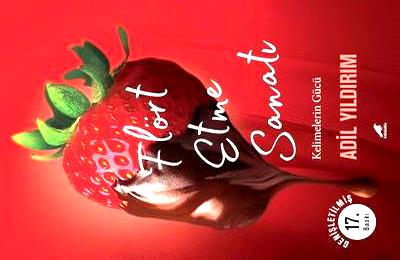 Flört
Etme
Sanatı
Kelimelerin Gücü
ADİL YILDIRIM
GENİŞLETİLMİŞ
17.
Baskı